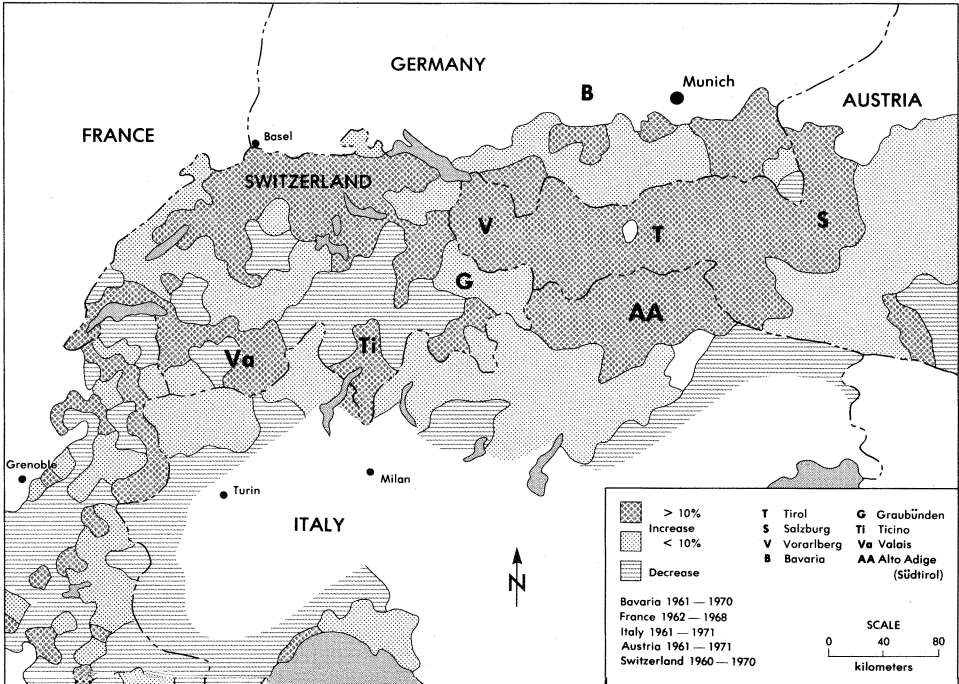 GERMANY
B
Munich
AUSTRIA
FRANCE
Basel
SWITZERLAND
V
T
S
G
AA
Va
Ti
Grenoble
Turin
Milan
ITALY
N
> 10%
Increase
< 10%
Decrease
T Tirol
S Salzburg
V Vorarlberg
B Bavaria
G Graubünden
Ti Ticino
Va Valais
AA Alto Adige
(Südtirol)
Bavaria 1961 — 1970
France 1962 — 1968
Italy 1961 — 1971
Austria 1961 — 1971
Switzerland 1960 — 1970
SCALE
0 40 80
kilometers